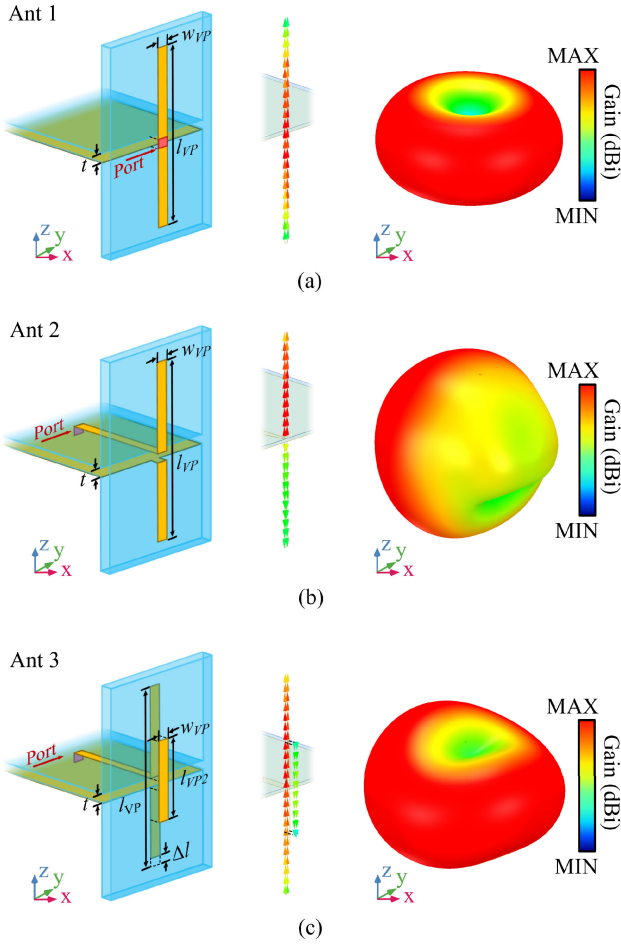 Ant 1
w_VP
l_VP
t
Port
z
y
x
MAX
Gain (dBi)
MIN
(a)
Ant 2
w_VP
Port
l_VP
t
z
y
x
MAX
Gain (dBi)
MIN
(b)
Ant 3
w_VP
Port
l_VP2
t
l_VP
Δl
z
y
x
MAX
Gain (dBi)
MIN
(c)